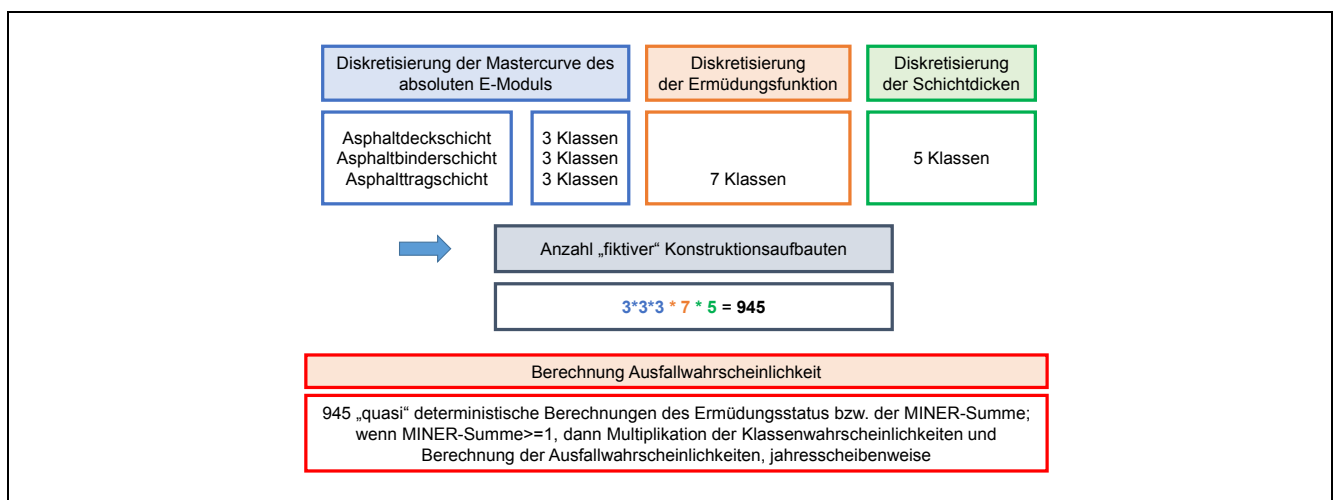 Diskretisierung der Mastercurve des
absoluten E-Moduls
Diskretisierung
der Ermüdungsfunktion
Diskretisierung
der Schichtdicken
Asphaltdeckschicht
Asphaltbinderschicht
Asphalttragschicht
3 Klassen
3 Klassen
3 Klassen
7 Klassen
5 Klassen
Anzahl „fiktiver“ Konstruktionsaufbauten
3*3*3 * 7 * 5 = 945
Berechnung Ausfallwahrscheinlichkeit
945 „quasi“ deterministische Berechnungen des Ermüdungsstatus bzw. der MINER-Summe;
wenn MINER-Summe>=1, dann Multiplikation der Klassenwahrscheinlichkeiten und
Berechnung der Ausfallwahrscheinlichkeiten, jahresscheibenweise